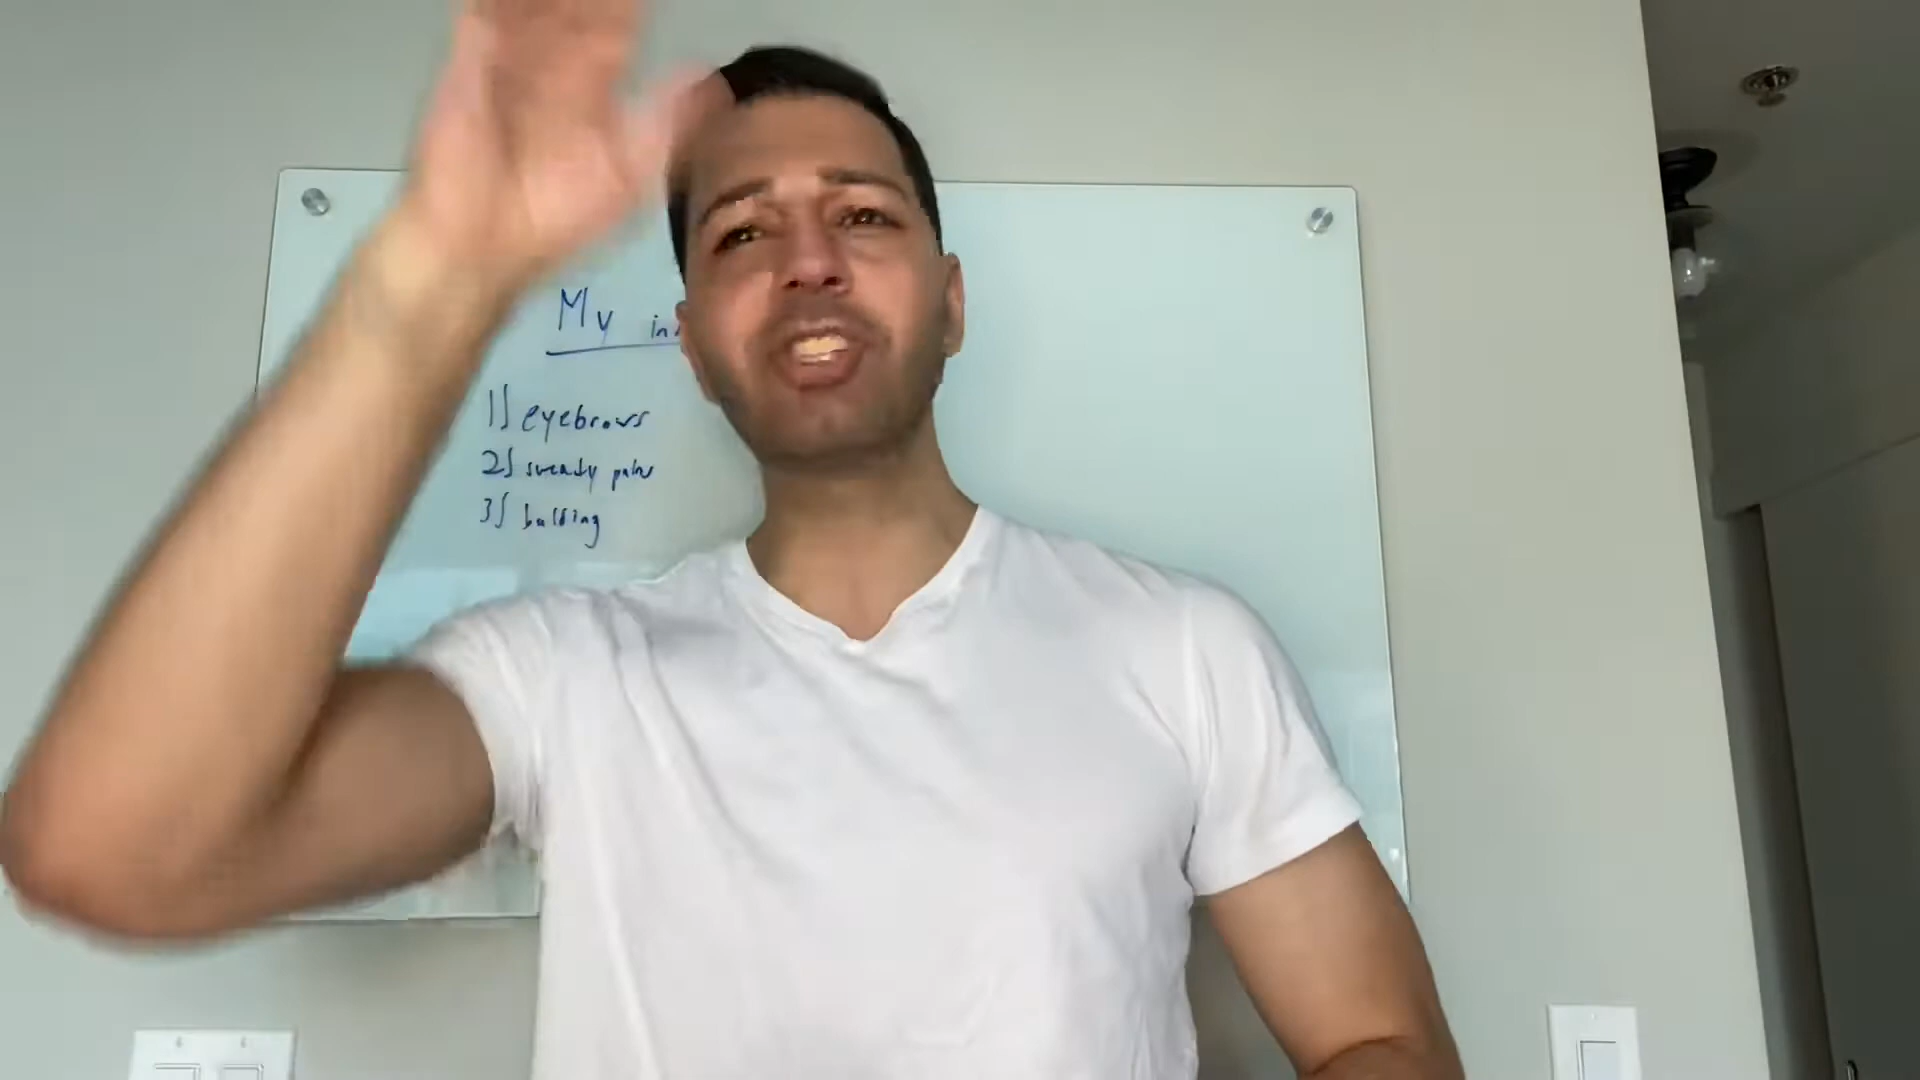 My in
1) eyebrows
2) sweaty palms
3) balding